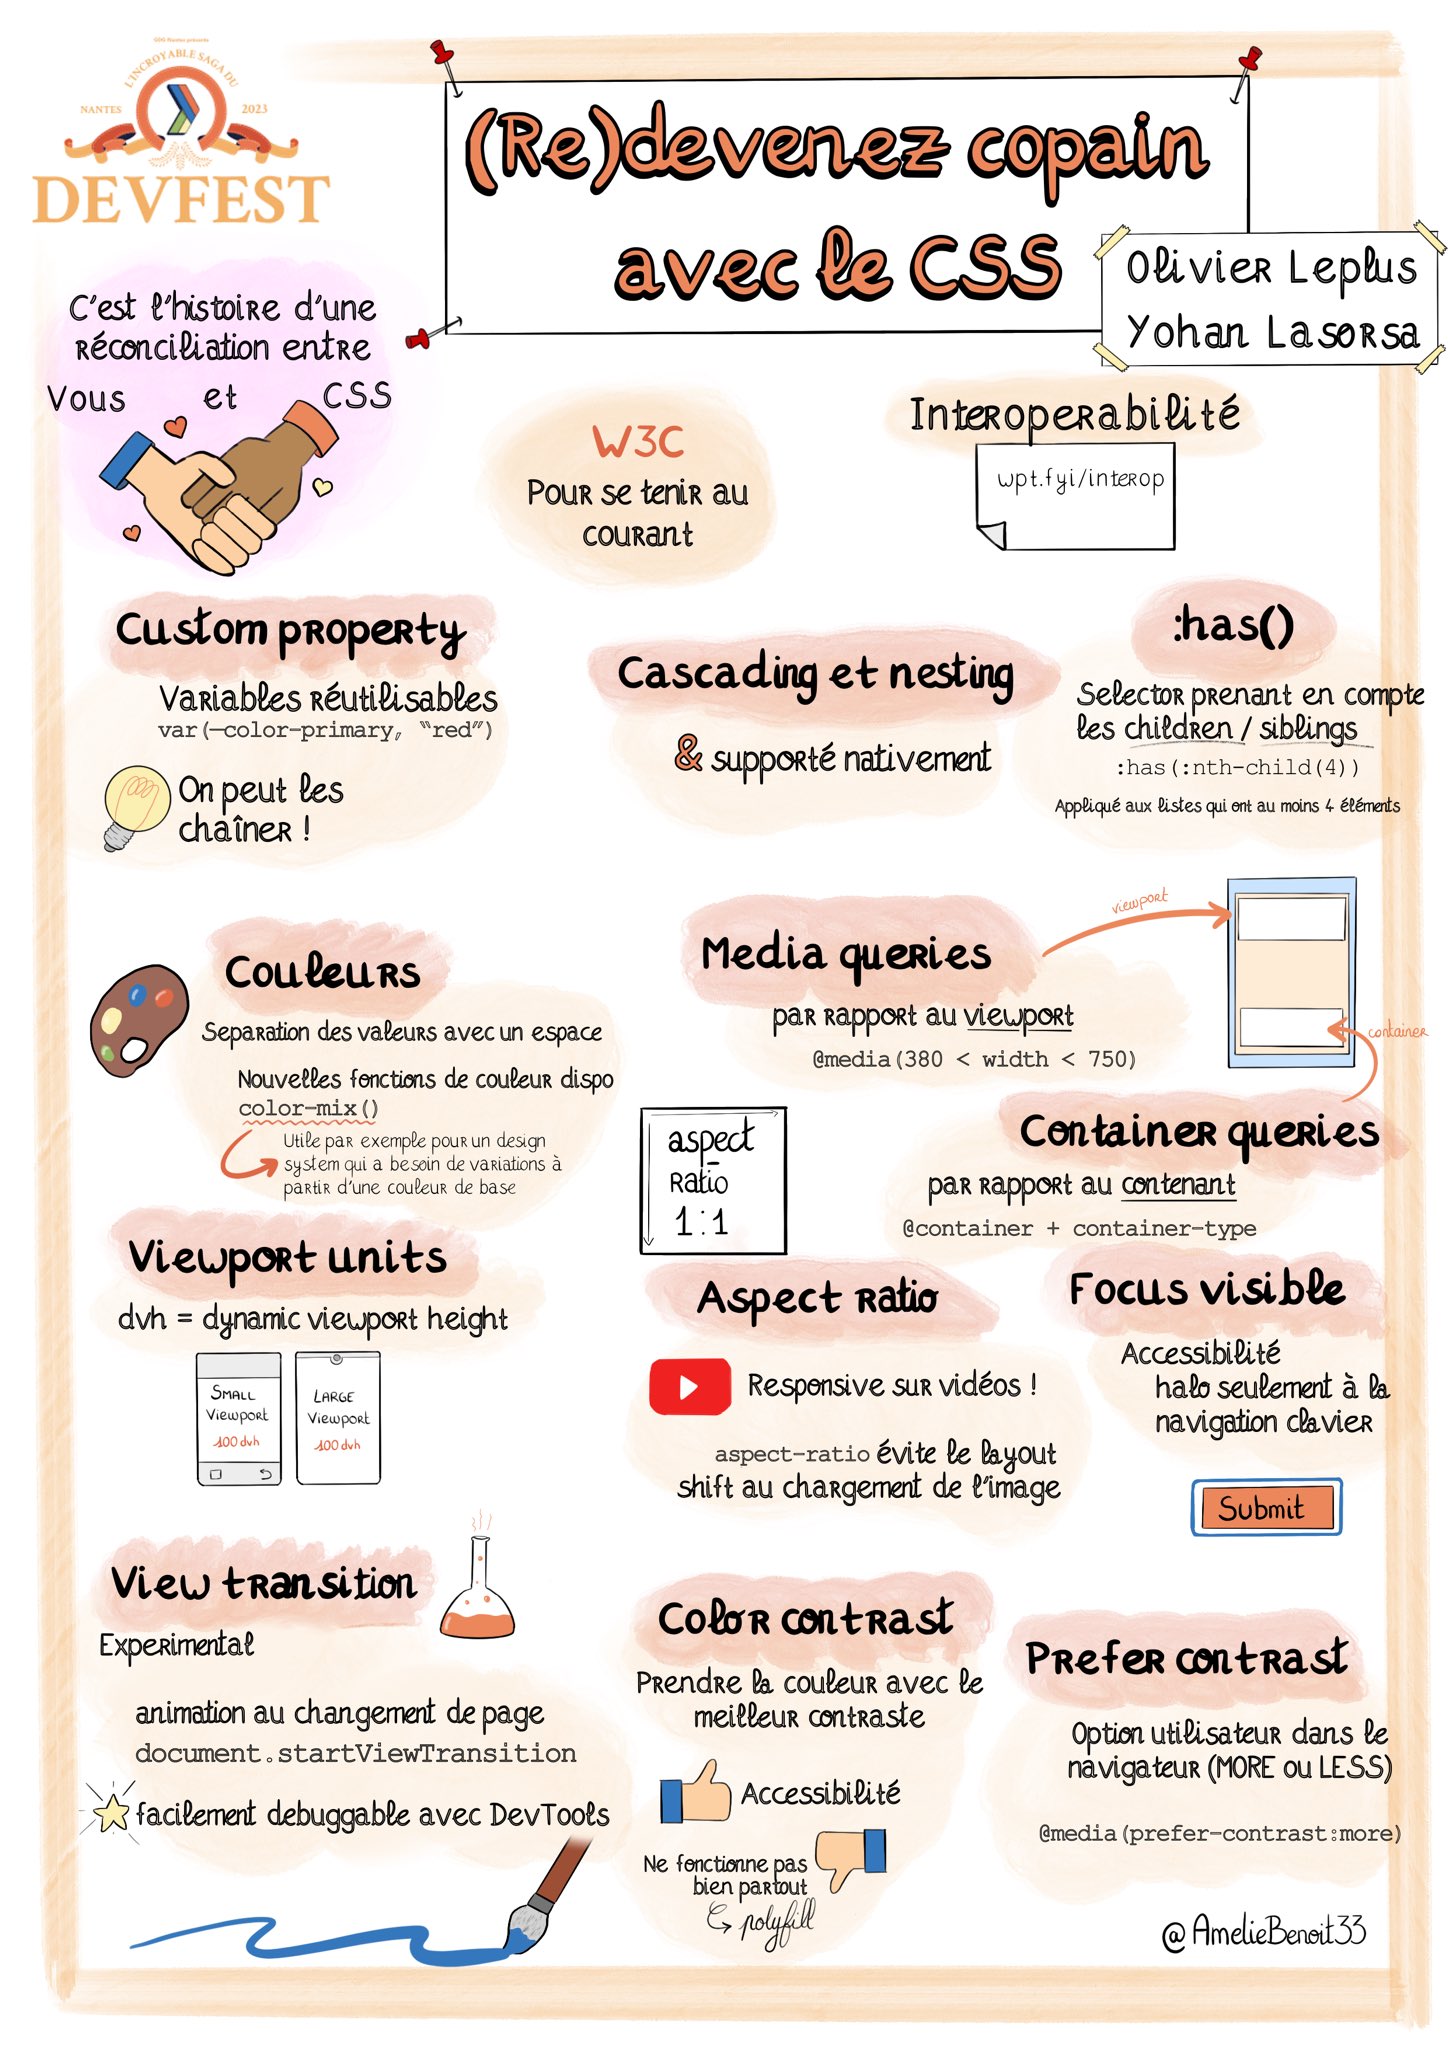 GDG Nantes présente
L'INCROYABLE SAGA DU
NANTES 2023
DEVFEST
(Re)devenez copain
avec le CSS
Olivier Leplus
Yohan Lasorsa
C'est l'histoire d'une
réconciliation entre
Vous et CSS
W3C
Pour se tenir au
courant
Interoperabilité
wpt.fyi/interop
Custom property
Variables réutilisables
var(—color-primary, “red”)
On peut les
chaîner !
Cascading et nesting
& supporté nativement
:has()
Selector prenant en compte
les children / siblings
:has(:nth-child(4))
Appliqué aux listes qui ont au moins 4 éléments
Couleurs
Separation des valeurs avec un espace
Nouvelles fonctions de couleur dispo
color-mix()
Utile par exemple pour un design
system qui a besoin de variations à
partir d'une couleur de base
Media queries
viewport
par rapport au viewport
@media(380 < width < 750)
container
Container queries
par rapport au contenant
@container + container-type
aspect
-
ratio
1:1
Viewport units
dvh = dynamic viewport height
Small
Viewport
100 dvh
Large
Viewport
100 dvh
Aspect ratio
Responsive sur vidéos !
aspect-ratio évite le layout
shift au chargement de l'image
Focus visible
Accessibilité
halo seulement à la
navigation clavier
Submit
View transition
Experimental
animation au changement de page
document.startViewTransition
facilement debuggable avec DevTools
Color contrast
Prendre la couleur avec le
meilleur contraste
Accessibilité
Ne fonctionne pas
bien partout
polyfill
Prefer contrast
Option utilisateur dans le
navigateur (MORE ou LESS)
@media(prefer-contrast:more)
@AmelieBenoit33